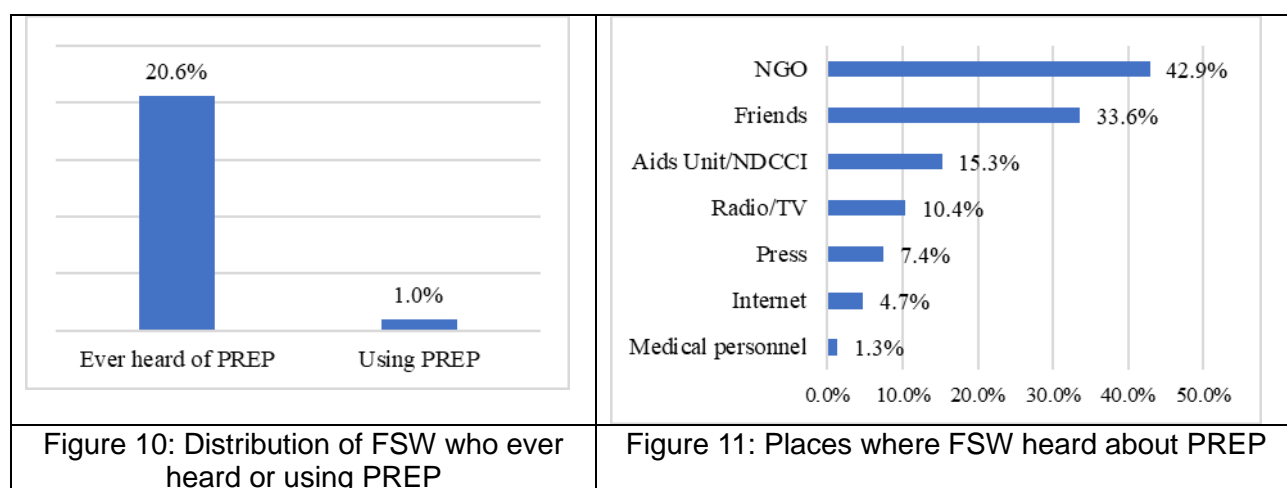 20.6%
1.0%
Ever heard of PREP Using PREP
NGO 42.9%
Friends 33.6%
Aids Unit/NDCCI 15.3%
Radio/TV 10.4%
Press 7.4%
Internet 4.7%
Medical personnel 1.3%
0.0% 10.0% 20.0% 30.0% 40.0% 50.0%
Figure 10: Distribution of FSW who ever
heard or using PREP
Figure 11: Places where FSW heard about PREP